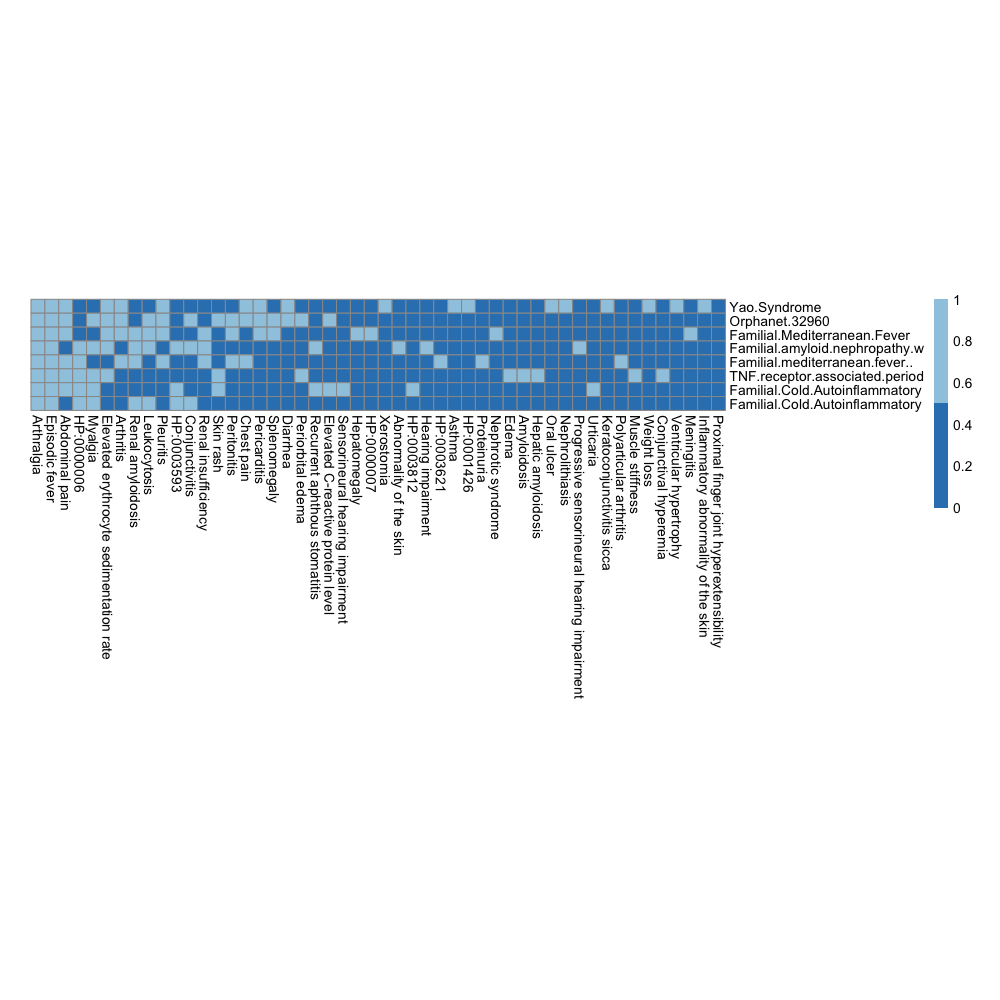 Yao.Syndrome
Orphanet.32960
Familial.Mediterranean.Fever
Familial.amyloid.nephropathy.w
Familial.mediterranean.fever..
TNF.receptor.associated.period
Familial.Cold.Autoinflammatory
Familial.Cold.Autoinflammatory
1
0.8
0.6
0.4
0.2
0
Arthralgia
Episodic fever
Abdominal pain
HP:0000006
Myalgia
Elevated erythrocyte sedimentation rate
Arthritis
Renal amyloidosis
Leukocytosis
Pleuritis
HP:0003593
Conjunctivitis
Renal insufficiency
Skin rash
Peritonitis
Chest pain
Pericarditis
Splenomegaly
Diarrhea
Periorbital edema
Recurrent aphthous stomatitis
Elevated C-reactive protein level
Sensorineural hearing impairment
Hepatomegaly
HP:0000007
Xerostomia
Abnormality of the skin
HP:0003812
Hearing impairment
HP:0003621
Asthma
HP:0001426
Proteinuria
Nephrotic syndrome
Edema
Amyloidosis
Hepatic amyloidosis
Oral ulcer
Nephrolithiasis
Progressive sensorineural hearing impairment
Urticaria
Keratoconjunctivitis sicca
Polyarticular arthritis
Muscle stiffness
Weight loss
Conjunctival hyperemia
Ventricular hypertrophy
Meningitis
Inflammatory abnormality of the skin
Proximal finger joint hyperextensibility